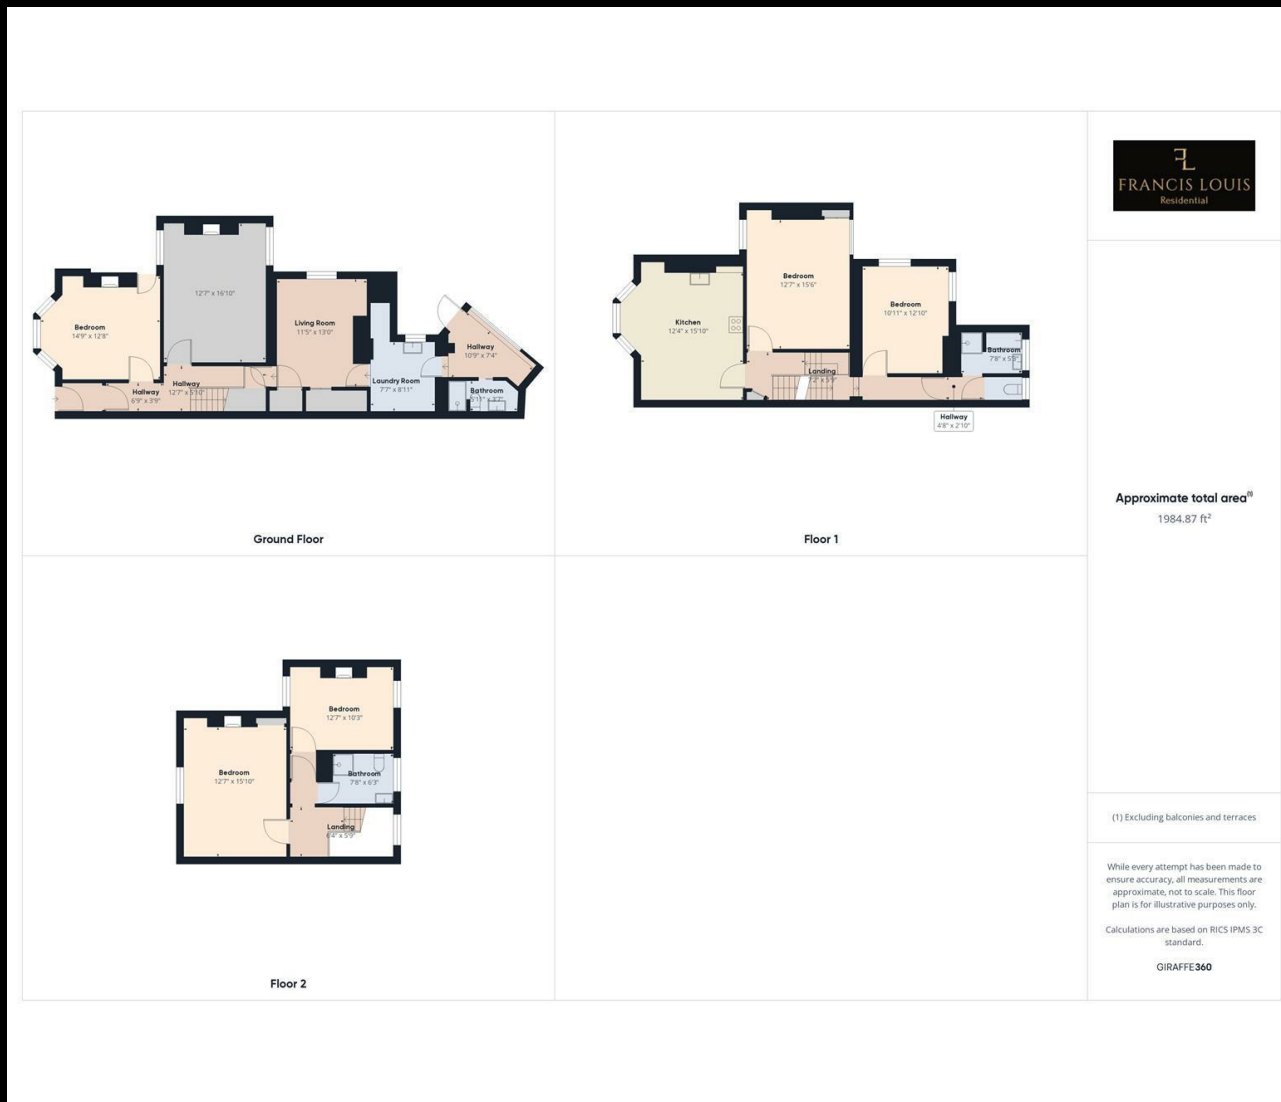 Bedroom
14'9" x 12'8"
12'7" x 16'10"
Living Room
11'5" x 13'0"
Hallway
10'9" x 7'4"
Hallway
12'7" x 5'10"
Hallway
6'9" x 3'9"
Laundry Room
7'7" x 8'11"
Bathroom
5'11" x 3'7"
Ground Floor
Bedroom
12'7" x 15'6"
Kitchen
12'4" x 15'10"
Bedroom
10'11" x 12'10"
Bathroom
7'8" x 5'5"
Landing
x 5'9"
Hallway
4'8" x 2'10"
Floor 1
Bedroom
12'7" x 10'3"
Bedroom
12'7" x 15'10"
Bathroom
7'8" x 6'3"
Landing
6'4" x 5'9"
Floor 2
FL
FRANCIS LOUIS
Residential
Approximate total area(1)
1984.87 ft²
(1) Excluding balconies and terraces
While every attempt has been made to
ensure accuracy, all measurements are
approximate, not to scale. This floor
plan is for illustrative purposes only.
Calculations are based on RICS IPMS 3C
standard.
GIRAFFE360